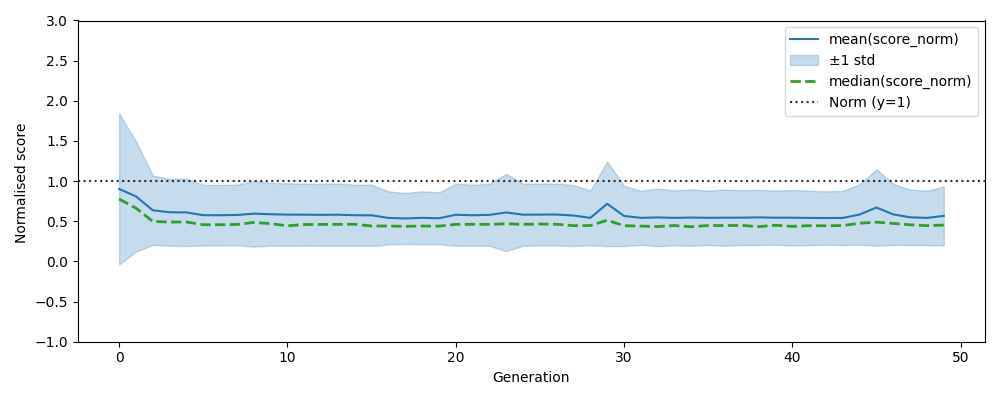 3.0
2.5
2.0
1.5
1.0
0.5
0.0
−0.5
−1.0
Normalised score
mean(score_norm)
±1 std
median(score_norm)
Norm (y=1)
0 10 20 30 40 50
Generation